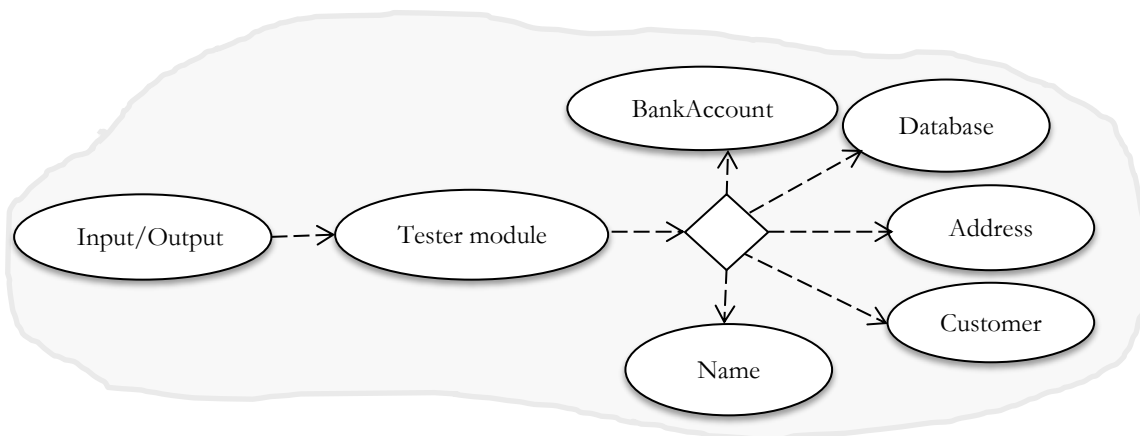 BankAccount
Database
Input/Output
Tester module
Address
Customer
Name